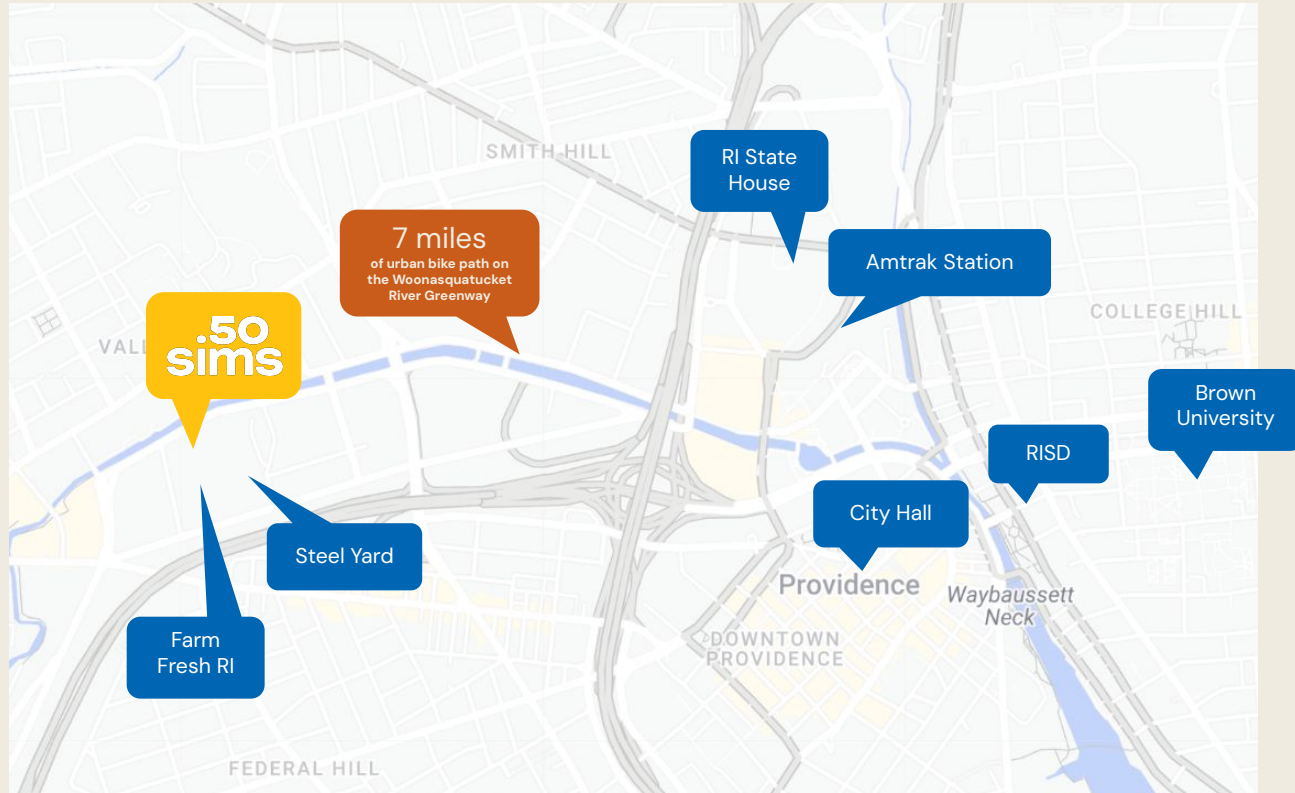 SMITH HILL
RI State
House
7 miles
of urban bike path on
the Woonasquatucket
River Greenway
Amtrak Station
COLLEGE HILL
50
sims
VALL
Brown
University
RISD
City Hall
Steel Yard
Providence
Waybaussett
Neck
DOWNTOWN
PROVIDENCE
Farm
Fresh RI
FEDERAL HILL